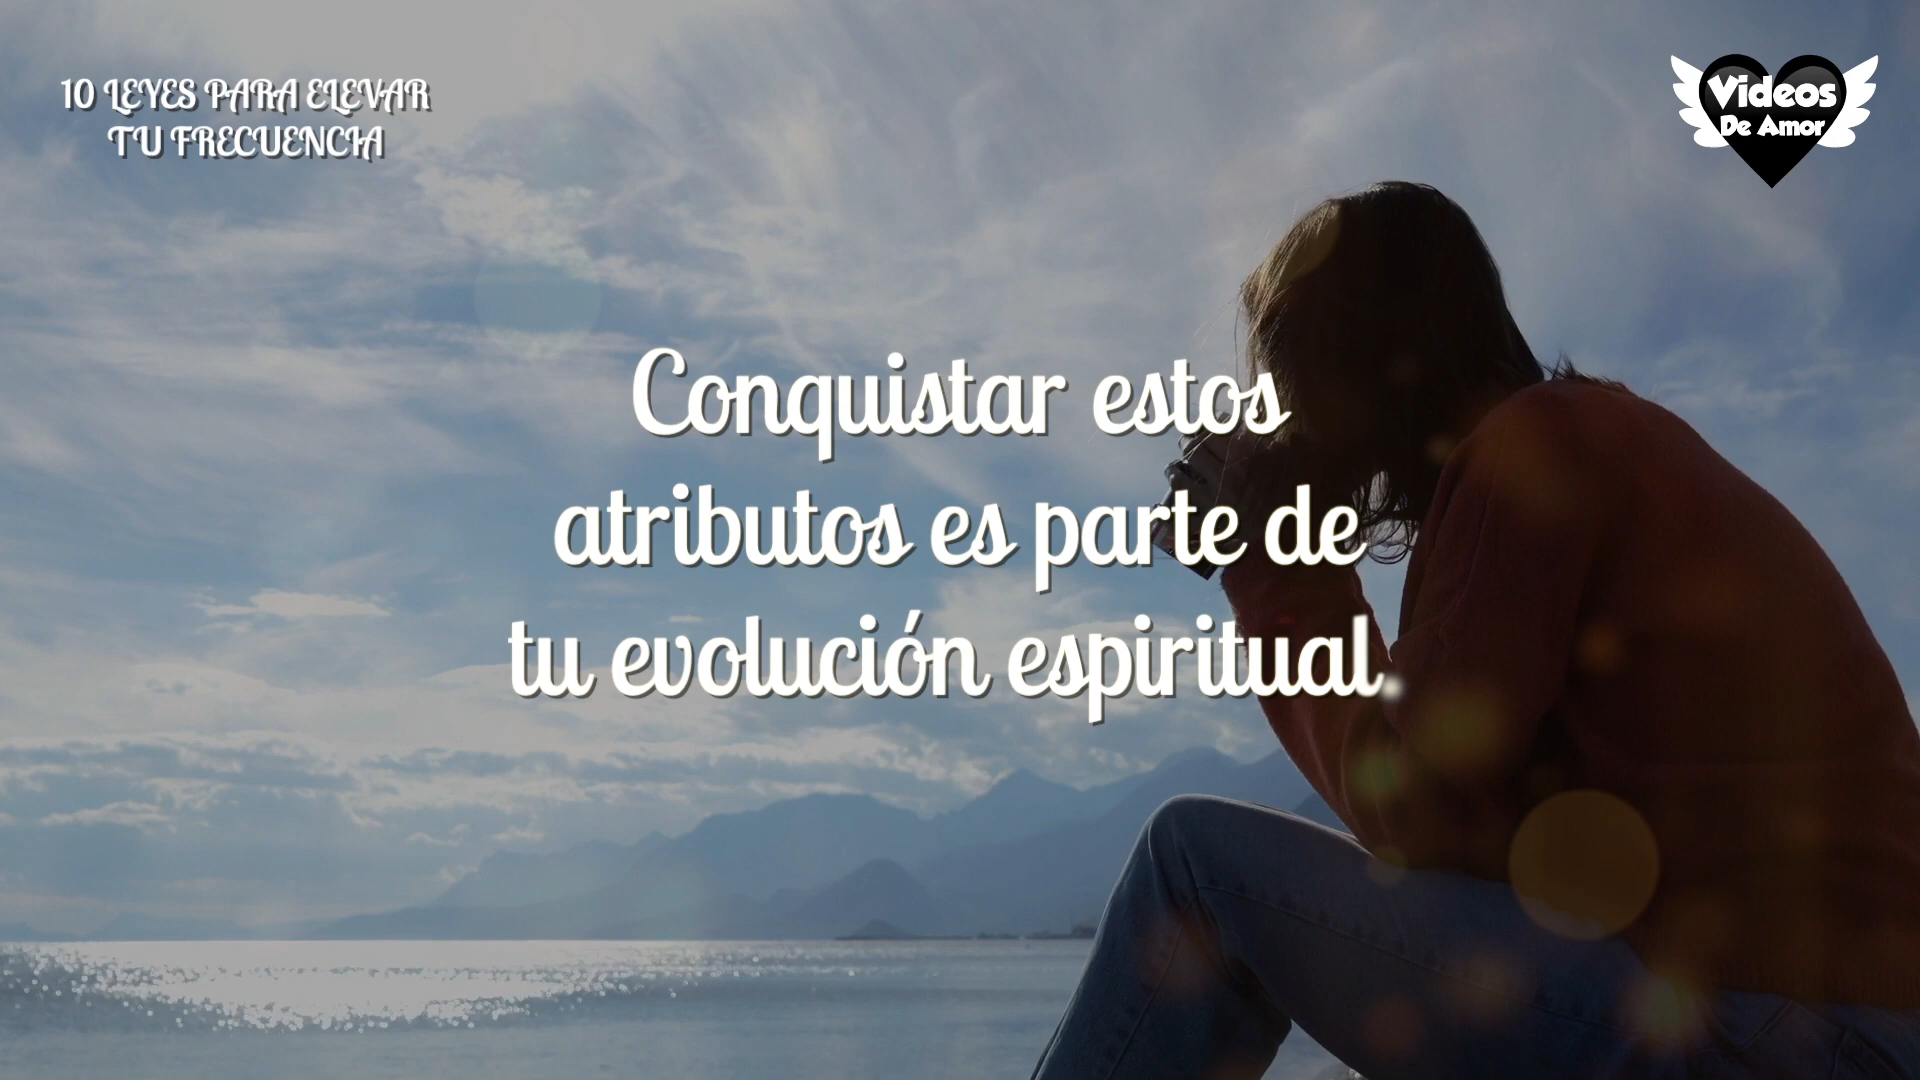 10 LEYES PARA ELEVAR
TU FRECUENCIA
Videos
De Amor
Conquistar estos
atributos es parte de
tu evolución espiritual.